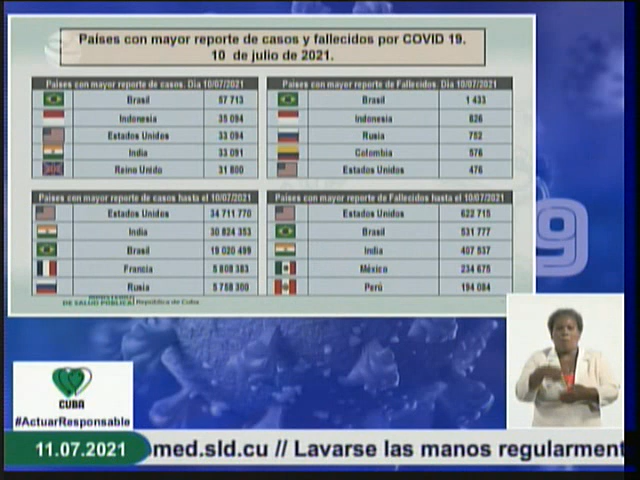 Países con mayor reporte de casos y fallecidos por COVID 19.
10 de julio de 2021.
Países con mayor reporte de casos. Día 10/07/2021
Brasil 57 713
Indonesia 35 094
Estados Unidos 33 094
India 33 091
Reino Unido 31 800
Países con mayor reporte de Fallecidos. Día 10/07/2021
Brasil 1 433
Indonesia 826
Rusia 752
Colombia 576
Estados Unidos 476
Países con mayor reporte de casos hasta el 10/07/2021
Estados Unidos 34 711 770
India 30 824 353
Brasil 19 020 499
Francia 5 808 383
Rusia 5 758 300
Países con mayor reporte de Fallecidos hasta el 10/07/2021
Estados Unidos 622 715
Brasil 531 777
India 407 537
México 234 675
Perú 194 084
DE SALUD PÚBLICA República de Cuba
9
CUBA
#ActuarResponsable
11.07.2021 med.sld.cu // Lavarse las manos regularment